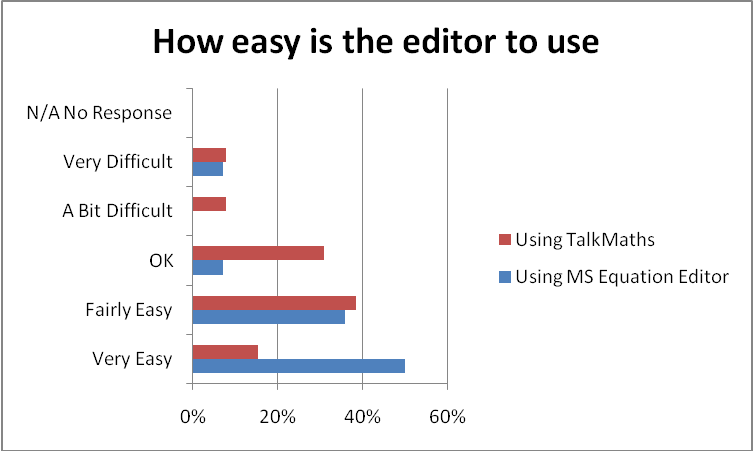 How easy is the editor to use
N/A No Response
Very Difficult
A Bit Difficult
OK
Fairly Easy
Very Easy
0% 20% 40% 60%
Using TalkMaths
Using MS Equation Editor